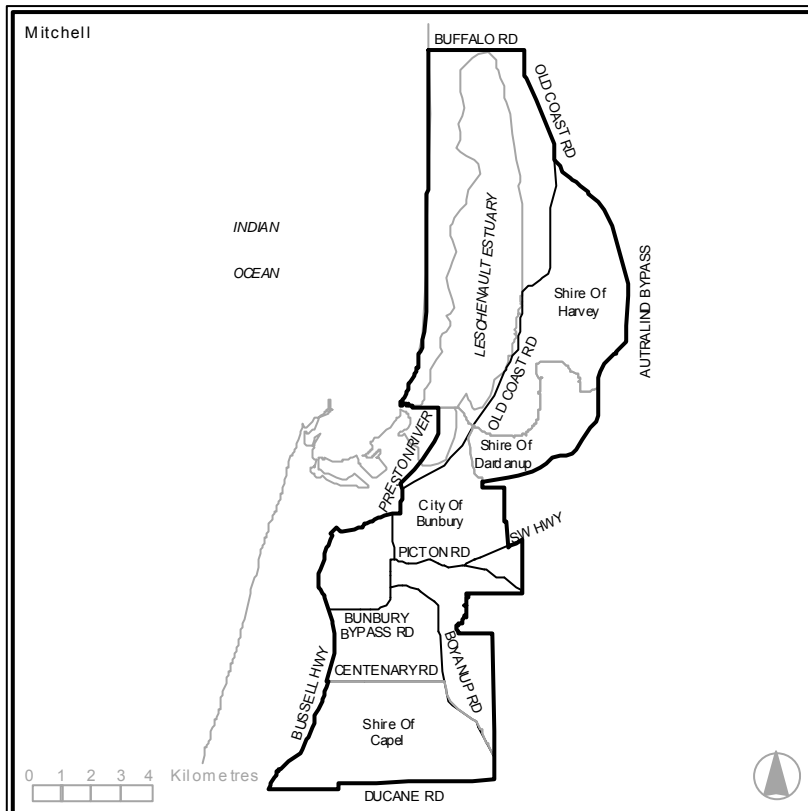 Mitchell
BUFFALO RD
OLD COAST RD
INDIAN
OCEAN
LESCHENAULT ESTUARY
Shire Of
Harvey
AUTRALIND BYPASS
OLD COAST RD
PRESTON RIVER
Shire Of
Dardanup
City Of
Bunbury
SW HWY
PICTON RD
BUNBURY
BYPASS RD
BOYANUP RD
BUSSELL HWY
CENTENARY RD
Shire Of
Capel
0 1 2 3 4 Kilometres
DUCANE RD